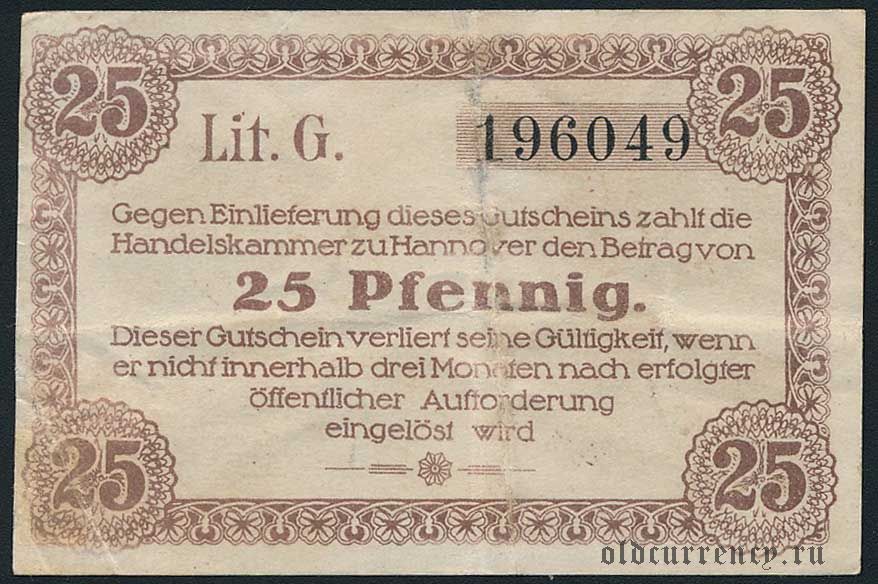 25 25
Lit. G. 196049
Gegen Einlieferung dieses Gutscheins zahlt die
Handelskammer zu Hannover den Betrag von
25 Pfennig.
Dieser Gutschein verliert seine Gültigkeit, wenn
er nicht innerhalb drei Monaten nach erfolgter
öffentlicher Aufforderung
eingelöst wird
25 25
oldcurrency.ru